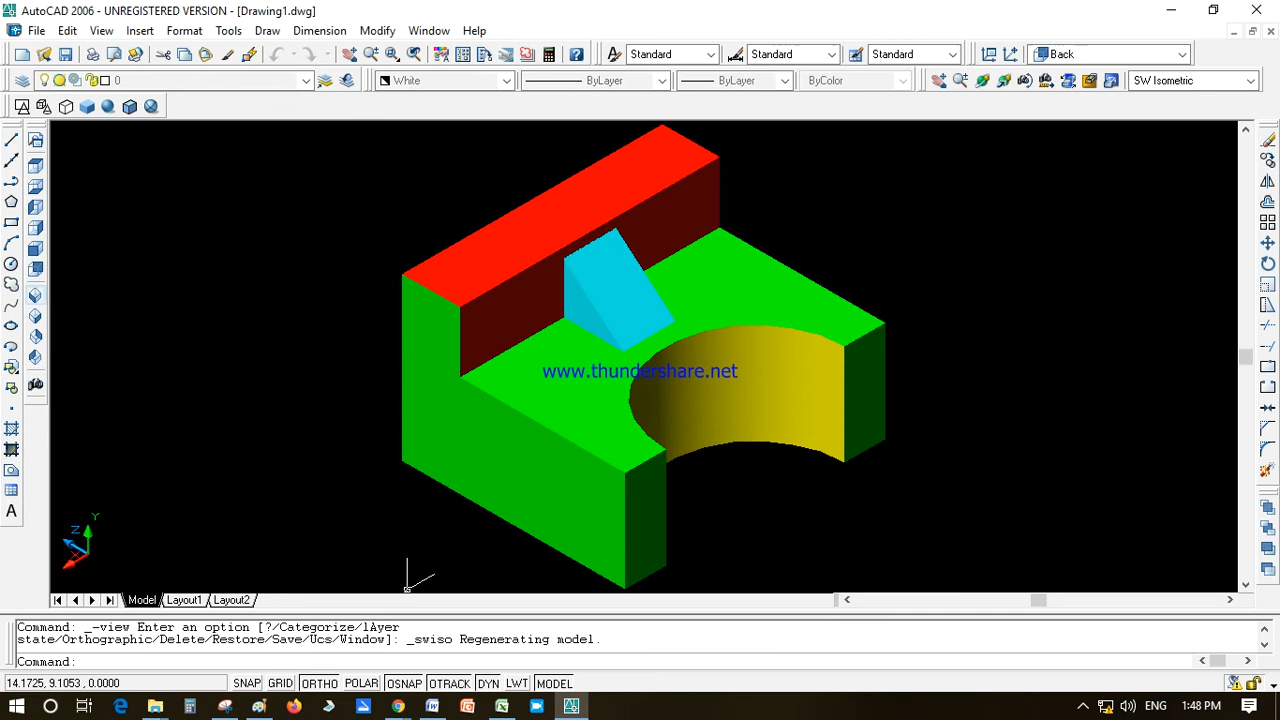 AutoCAD 2006 - UNREGISTERED VERSION - [Drawing1.dwg]
File Edit View Insert Format Tools Draw Dimension Modify Window Help
Standard Standard Standard Back
0 White ByLayer ByLayer ByColor SW Isometric
A
www.thundershare.net
Z Y
X
Model Layout1 Layout2
Command: _-view Enter an option [?/Categorize/lAyer
state/Orthographic/Delete/Restore/Save/Ucs/Window]: _swiso Regenerating model.
Command:
14.1725, 9.1053 , 0.0000 SNAP GRID ORTHO POLAR OSNAP OTRACK DYN LWT MODEL
ENG 1:48 PM